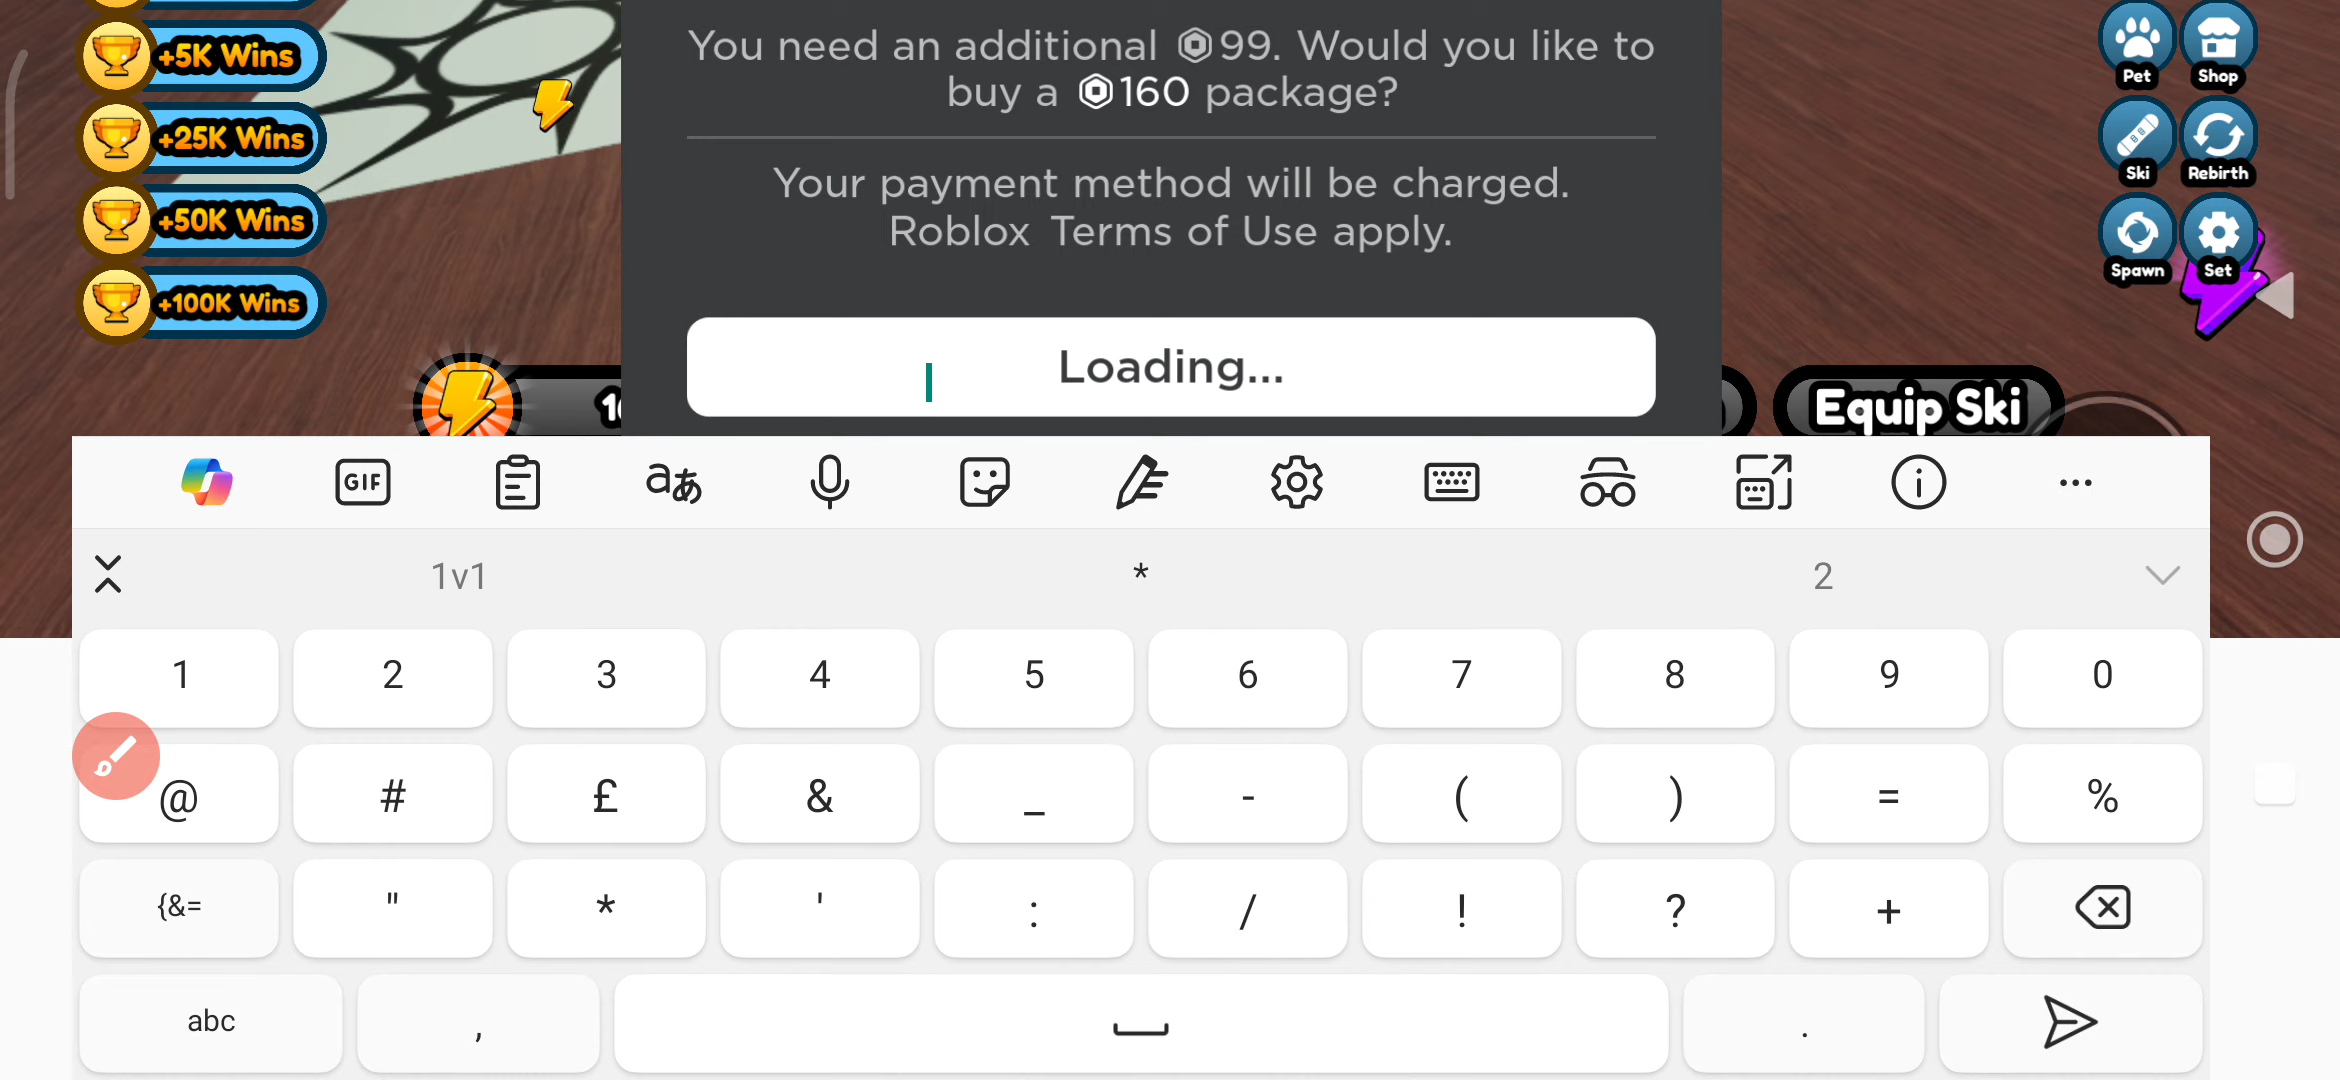 +5K Wins
+25K Wins
+50K Wins
+100K Wins
You need an additional 99. Would you like to
buy a 160 package?
Your payment method will be charged.
Roblox Terms of Use apply.
Loading...
Pet Shop
Ski Rebirth
Spawn Set
Equip Ski
GIF
aあ
1v1 * 2
1 2 3 4 5 6 7 8 9 0
@ # £ & _ - ( ) = %
{&= " * ' : / ! ? +
abc , .